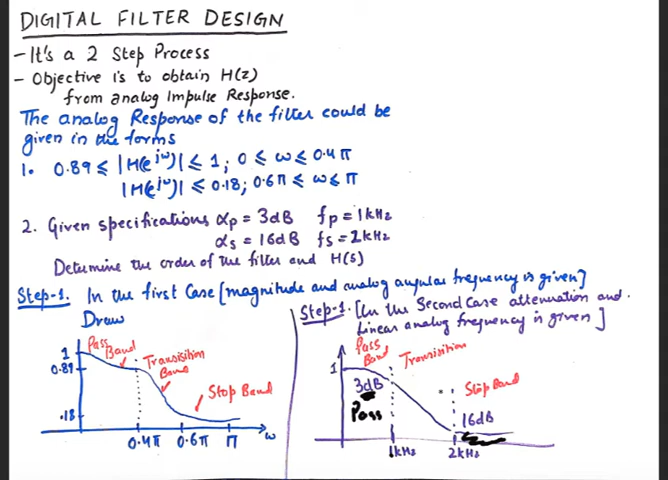 DIGITAL FILTER DESIGN
- It's a 2 Step Process
- Objective is to obtain H(z)
from analog Impulse Response.
The analog Response of the filter could be
given in the forms
1. 0.89 ≤ |H(e^jω)| ≤ 1; 0 ≤ ω ≤ 0.4π
|H(e^jω)| ≤ 0.18; 0.6π ≤ ω ≤ π
2. Given specifications αp = 3dB fp = 1kHz
αs = 16dB fs = 2kHz
Determine the order of the filter and H(s)
Step-1. In the first Case [magnitude and analog angular frequency is given]
Draw
Pass
Band
Transisition
Band
Stop Band
1
0.89
.18
0.4π 0.6π π ω
Step-1. [In the Second Case attenuation and
Linear analog frequency is given]
Pass
Band
Transisition
Stop Band
1
3dB
Pass
16dB
1kHz 2kHz